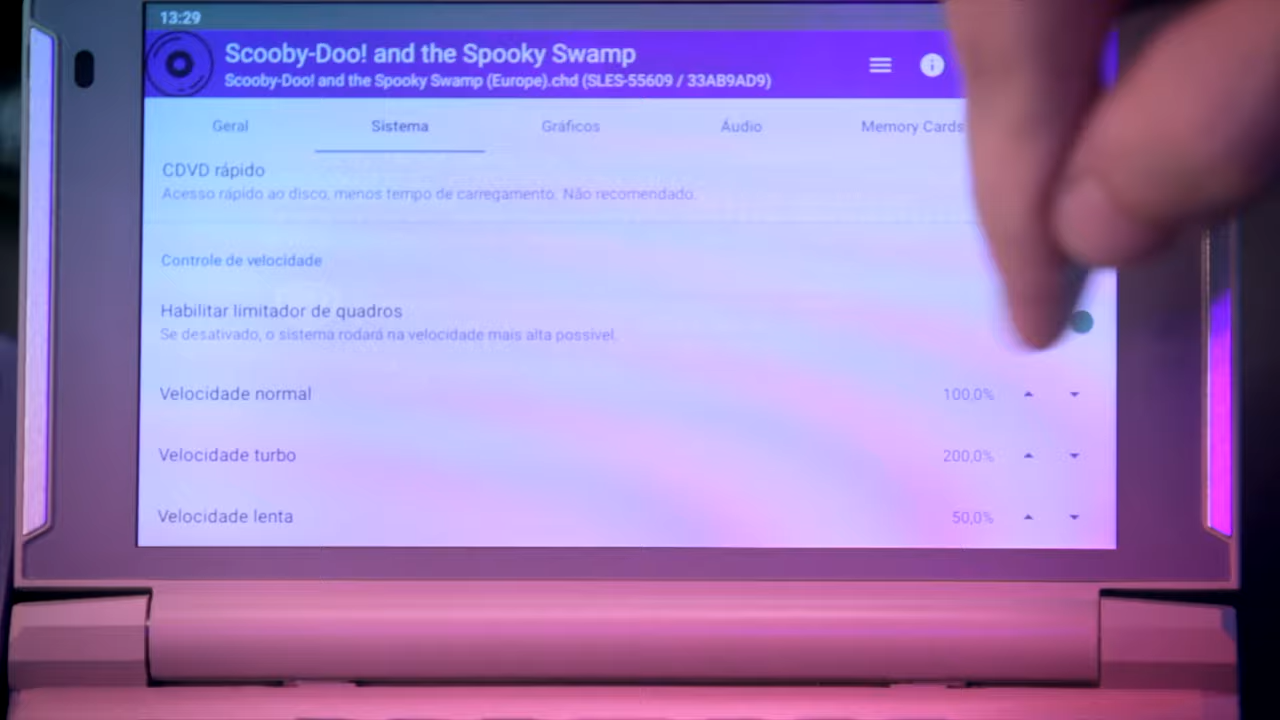 13:29
Scooby-Doo! and the Spooky Swamp
Scooby-Doo! and the Spooky Swamp (Europe).chd (SLES-55609 / 33AB9AD9)
Geral Sistema Gráficos Áudio Memory Cards
CDVD rápido
Acesso rápido ao disco, menos tempo de carregamento. Não recomendado.
Controle de velocidade
Habilitar limitador de quadros
Se desativado, o sistema rodará na velocidade mais alta possível.
Velocidade normal 100,0%
Velocidade turbo 200,0%
Velocidade lenta 50,0%